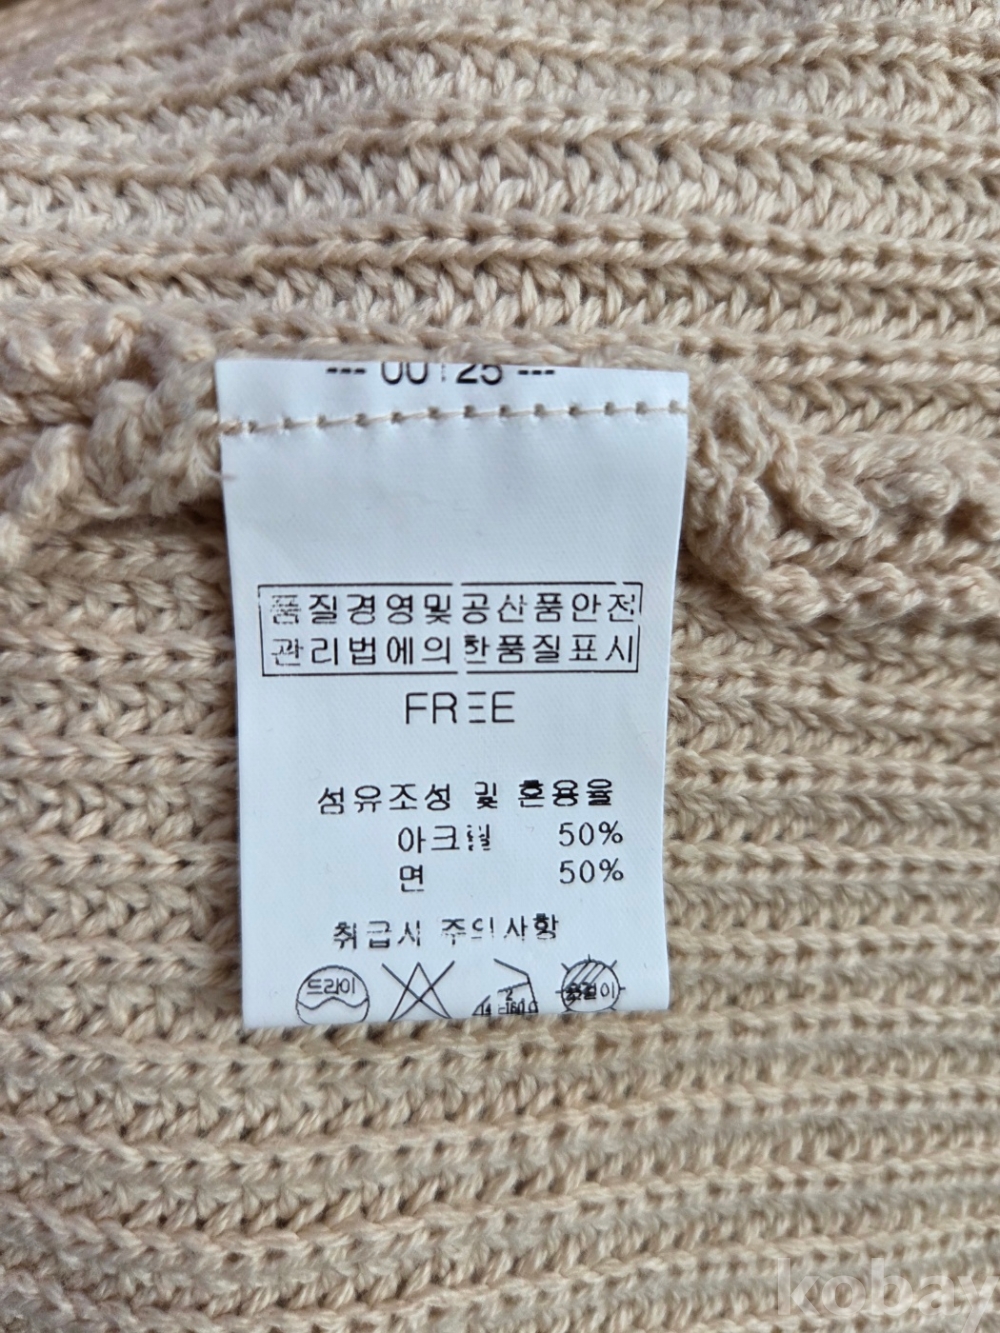 --- 00125 ---
품질경영및공산품안전
관리법에의한품질표시
FREE
섬유조성 및 혼용율
아크릴 50%
면 50%
취급시 주의사항
드라이
2
kobay